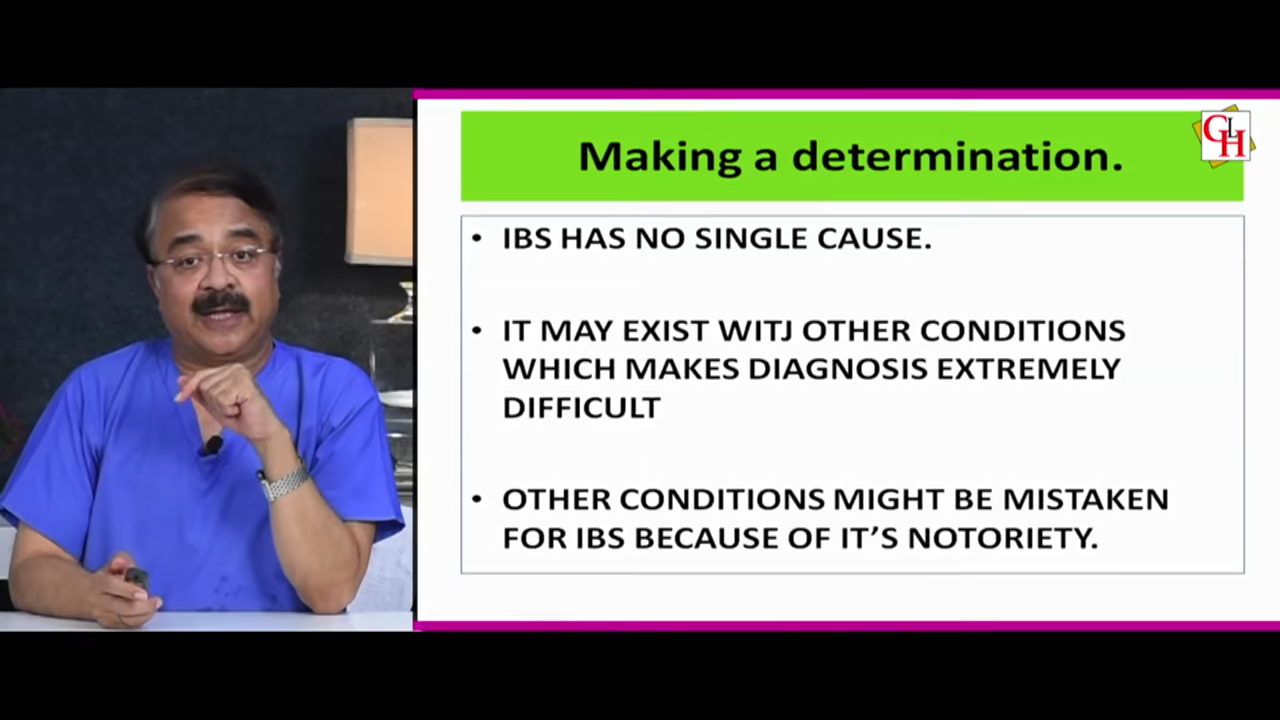 Making a determination.
GLH
• IBS HAS NO SINGLE CAUSE.
• IT MAY EXIST WITJ OTHER CONDITIONS
WHICH MAKES DIAGNOSIS EXTREMELY
DIFFICULT
• OTHER CONDITIONS MIGHT BE MISTAKEN
FOR IBS BECAUSE OF IT’S NOTORIETY.